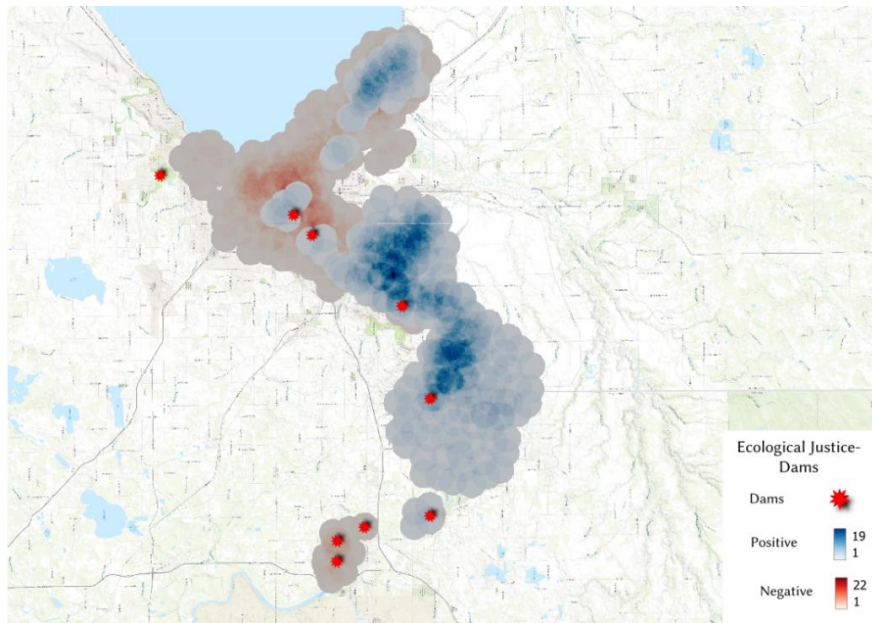 Ecological Justice-
Dams
Dams
Positive
19
1
Negative
22
1